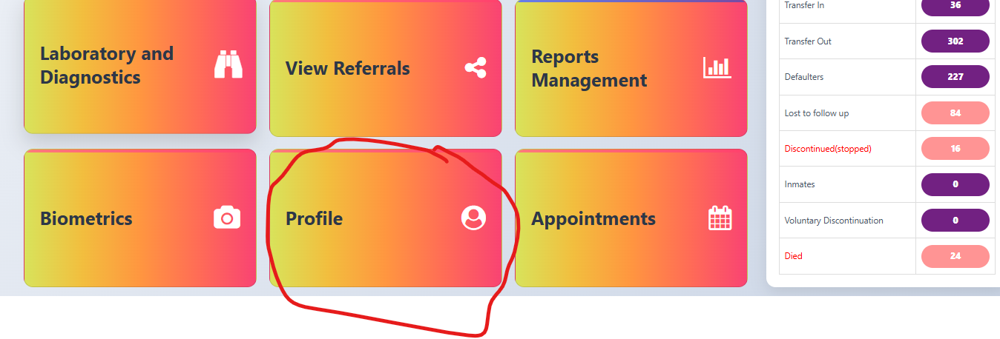 Laboratory and
Diagnostics
View Referrals
Reports
Management
Biometrics
Profile
Appointments
Transfer In 36
Transfer Out 302
Defaulters 227
Lost to follow up 84
Discontinued(stopped) 16
Inmates 0
Voluntary Discontinuation 0
Died 24